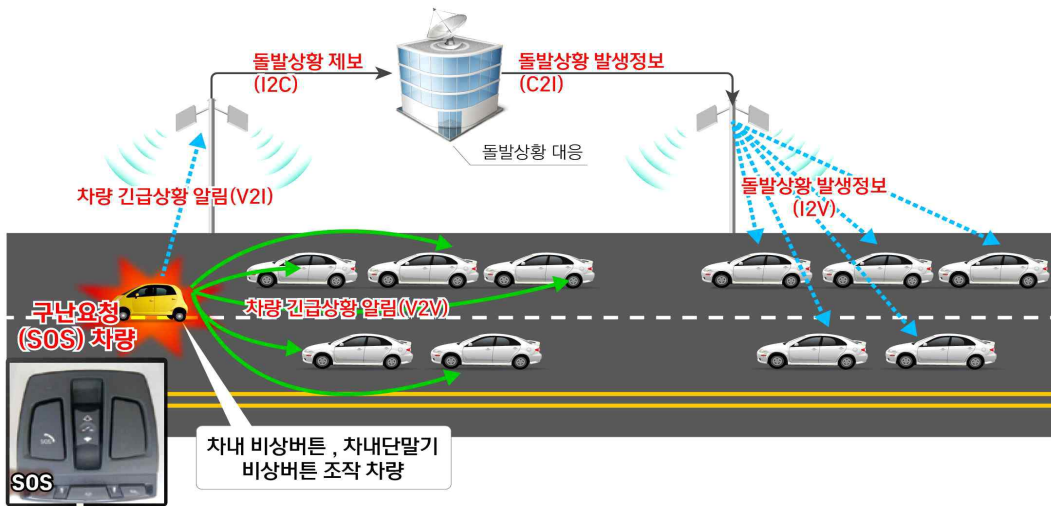 돌발상황 제보
(I2C)
돌발상황 발생정보
(C2I)
돌발상황 대응
차량 긴급상황 알림(V2I)
돌발상황 발생정보
(I2V)
구난요청
(SOS) 차량
차량 긴급상황 알림(V2V)
SOS
SOS
차내 비상버튼 , 차내단말기
비상버튼 조작 차량